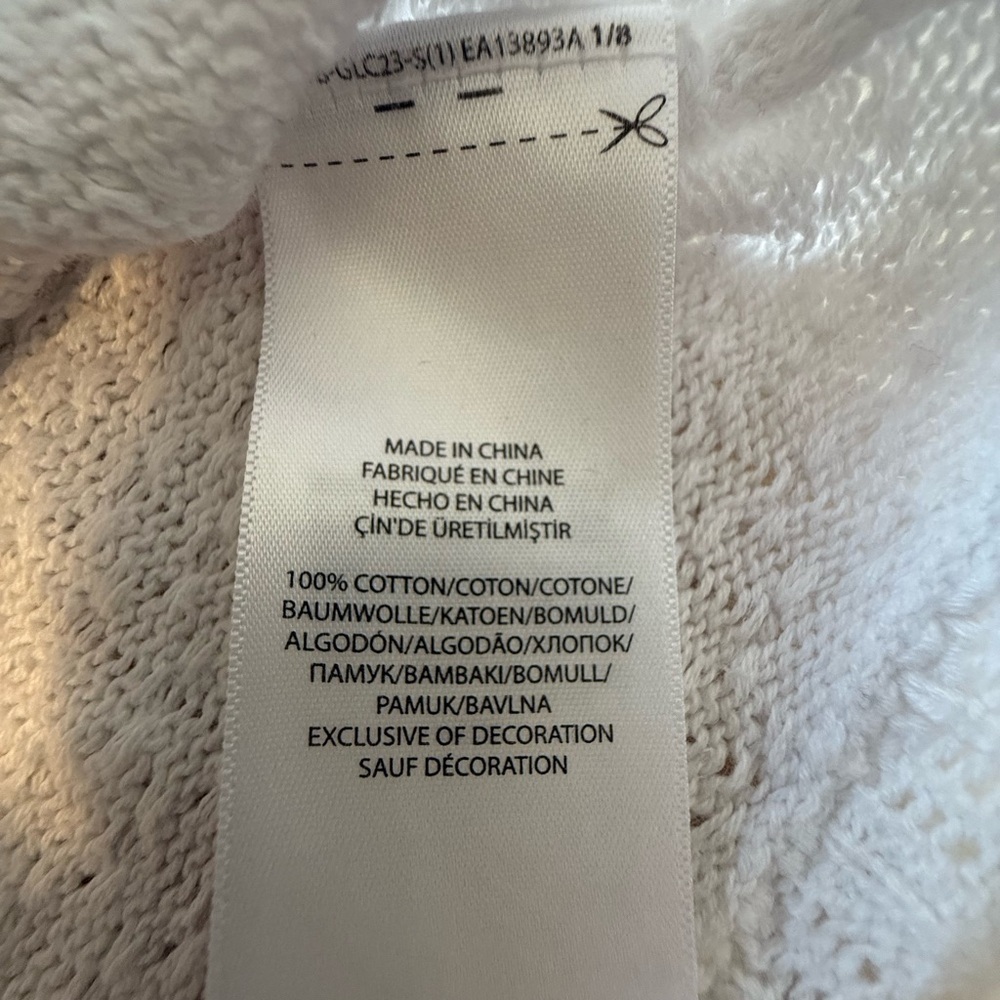 -GLC23-S(1) EA13893A 1/8
MADE IN CHINA
FABRIQUÉ EN CHINE
HECHO EN CHINA
ÇİN'DE ÜRETİLMİŞTİR
100% COTTON/COTON/COTONE/
BAUMWOLLE/KATOEN/BOMULD/
ALGODÓN/ALGODÃO/ХЛОПОК/
ПАМУК/BAMBAKI/BOMULL/
PAMUK/BAVLNA
EXCLUSIVE OF DECORATION
SAUF DÉCORATION